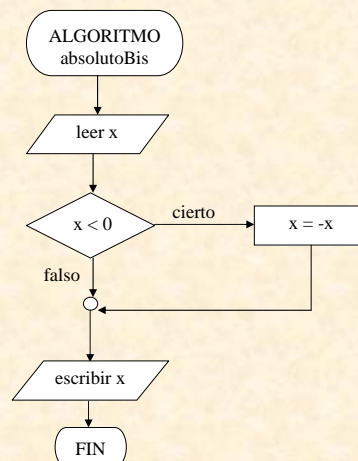 ALGORITMO
absolutoBis
leer x
x < 0
cierto
x = -x
falso
escribir x
FIN